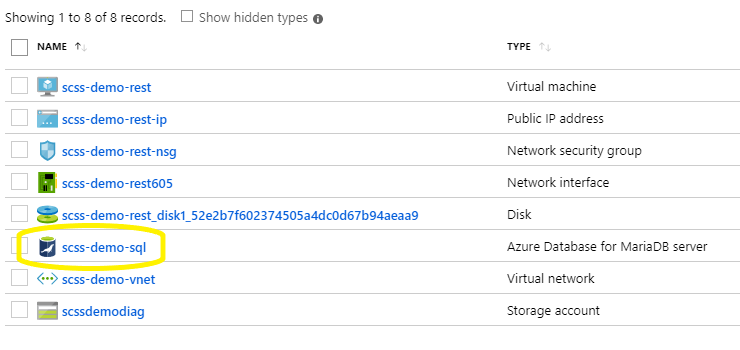 Showing 1 to 8 of 8 records. Show hidden types
NAME TYPE
scss-demo-rest Virtual machine
scss-demo-rest-ip Public IP address
scss-demo-rest-nsg Network security group
scss-demo-rest605 Network interface
scss-demo-rest_disk1_52e2b7f602374505a4dc0d67b94aeaa9 Disk
scss-demo-sql Azure Database for MariaDB server
scss-demo-vnet Virtual network
scssdemodiag Storage account